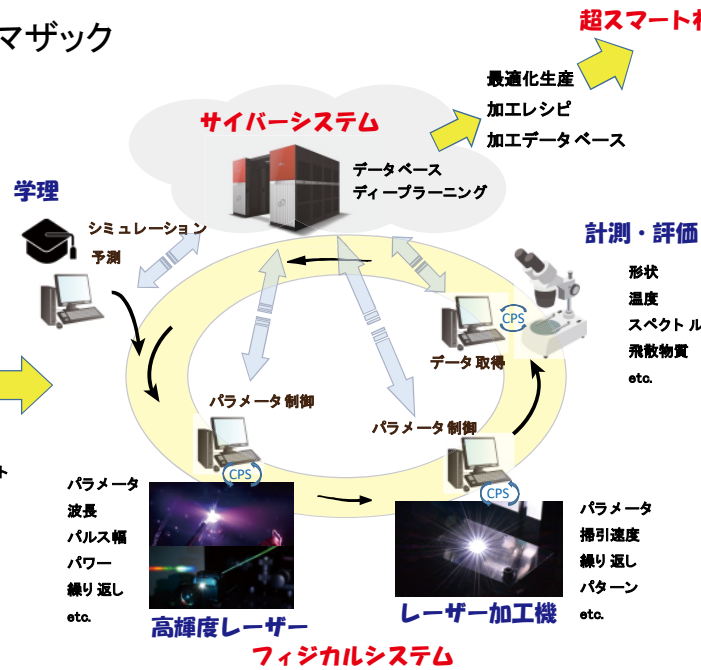 マザック
超スマート
最適化生産
加工レシピ
加工データベース
サイバーシステム
データベース
ディープラーニング
学理
シミュレーション
予測
計測・評価
形状
温度
スペクトル
飛散物質
etc.
CPS
データ取得
パラメータ制御
パラメータ制御
CPS
CPS
ト
パラメータ
波長
パルス幅
パワー
繰り返し
etc.
高輝度レーザー
レーザー加工機
パラメータ
掃引速度
繰り返し
パターン
etc.
フィジカルシステム